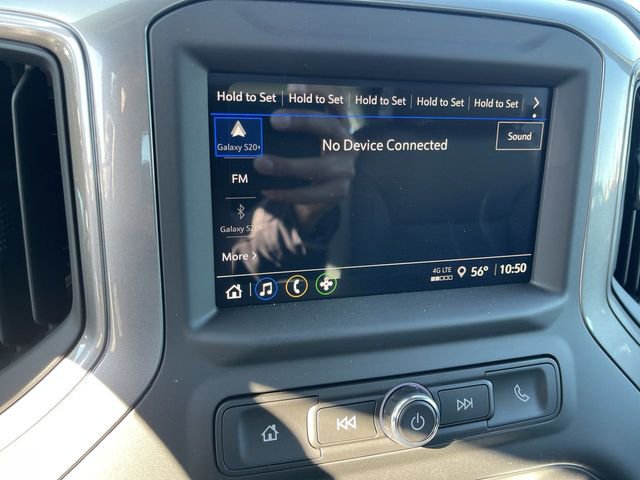 Hold to Set Hold to Set Hold to Set Hold to Set Hold to Set
Galaxy S20+
No Device Connected
Sound
FM
Galaxy S20+
More
4G LTE 56° 10:50